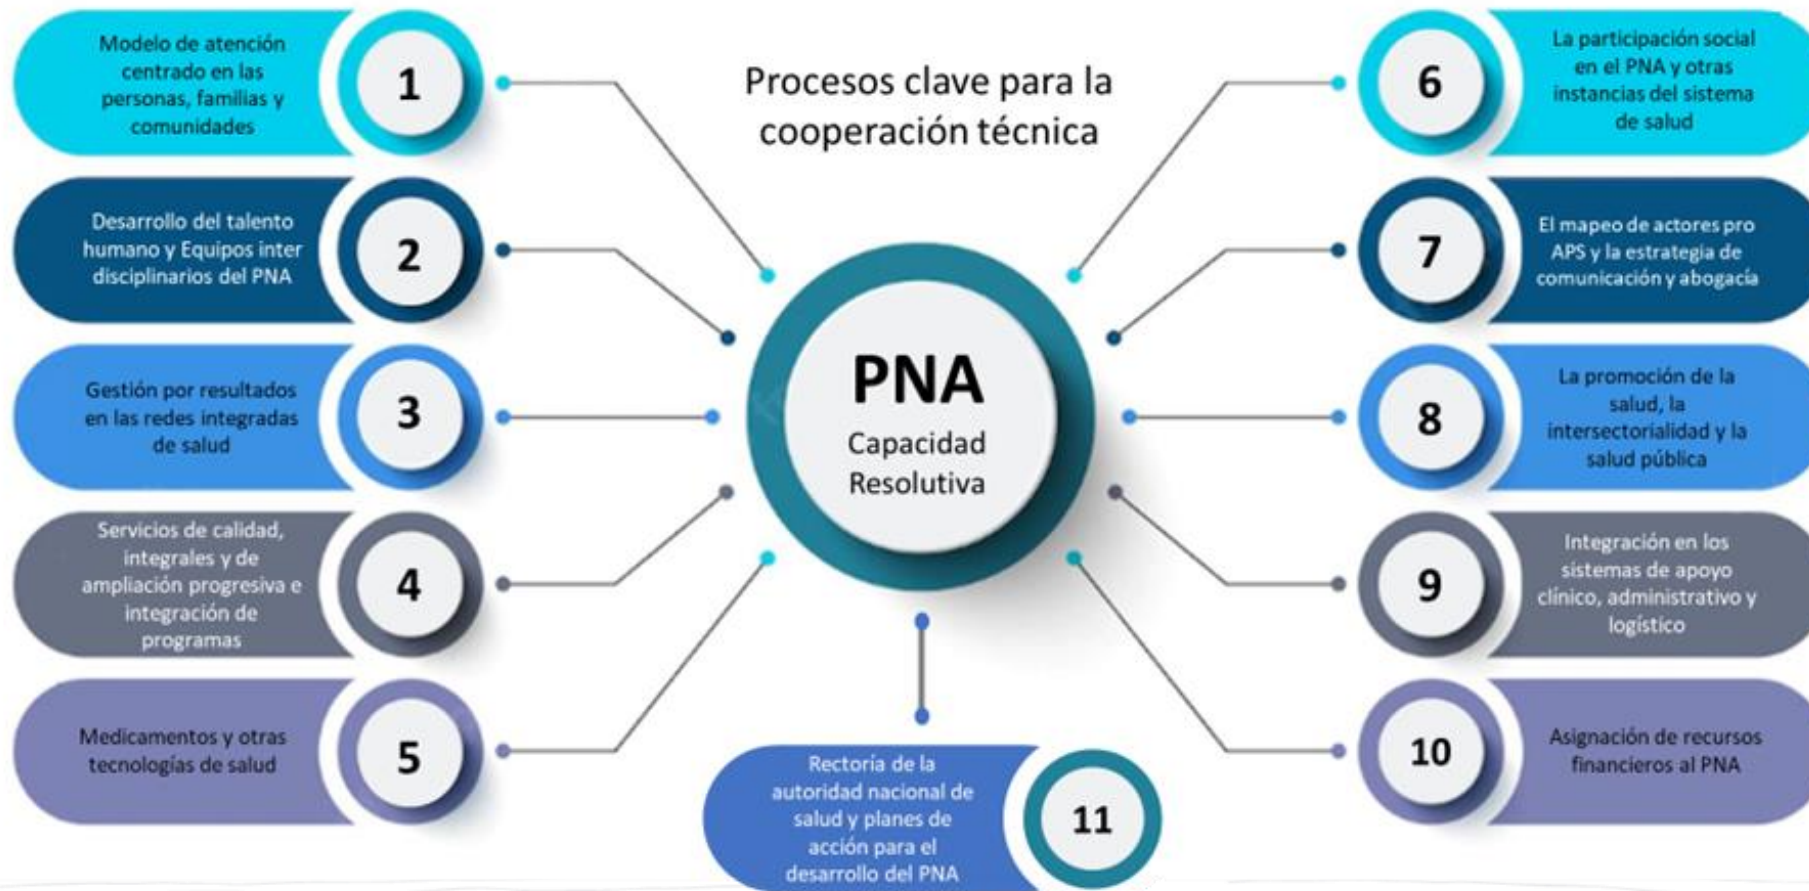 Procesos clave para la
cooperación técnica
Modelo de atención
centrado en las
personas, familias y
comunidades
1
Desarrollo del talento
humano y Equipos inter
disciplinarios del PNA
2
Gestión por resultados
en las redes integradas
de salud
3
Servicios de calidad,
integrales y de
ampliación progresiva e
integración de
programas
4
Medicamentos y otras
tecnologías de salud
5
PNA
Capacidad
Resolutiva
6
La participación social
en el PNA y otras
instancias del sistema
de salud
7
El mapeo de actores pro
APS y la estrategia de
comunicación y abogacía
8
La promoción de la
salud, la
intersectorialidad y la
salud pública
9
Integración en los
sistemas de apoyo
clínico, administrativo y
logístico
10
Asignación de recursos
financieros al PNA
Rectoría de la
autoridad nacional de
salud y planes de
acción para el
desarrollo del PNA
11